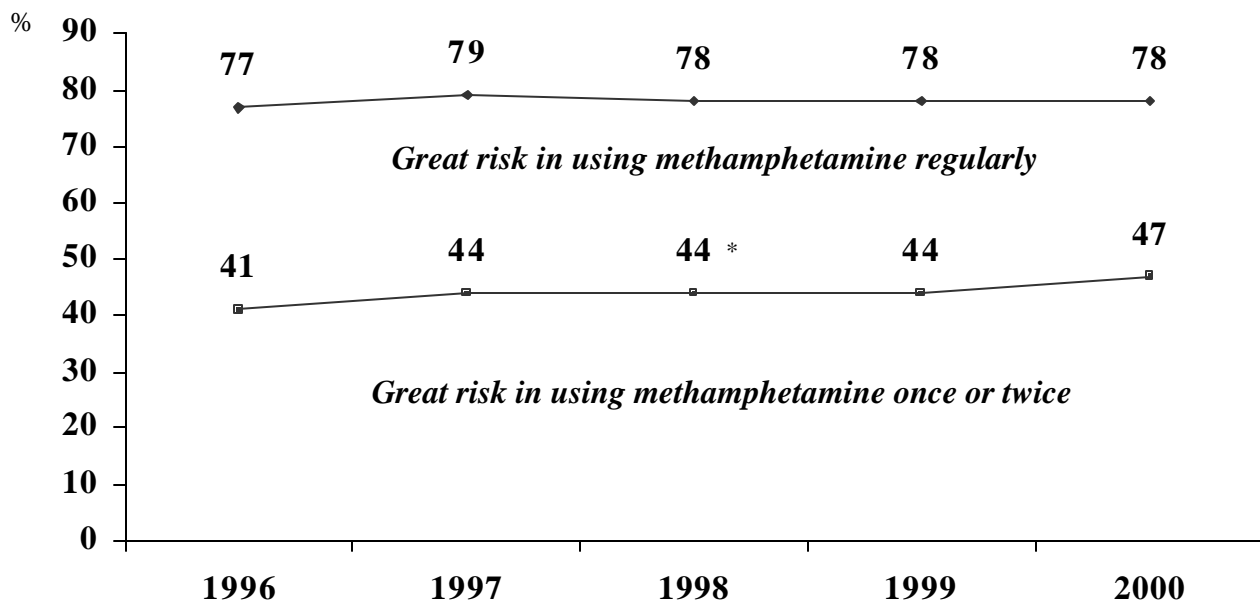 %
90
80
70
60
50
40
30
20
10
0
77 79 78 78 78
Great risk in using methamphetamine regularly
41 44 44 * 44 47
Great risk in using methamphetamine once or twice
1996 1997 1998 1999 2000